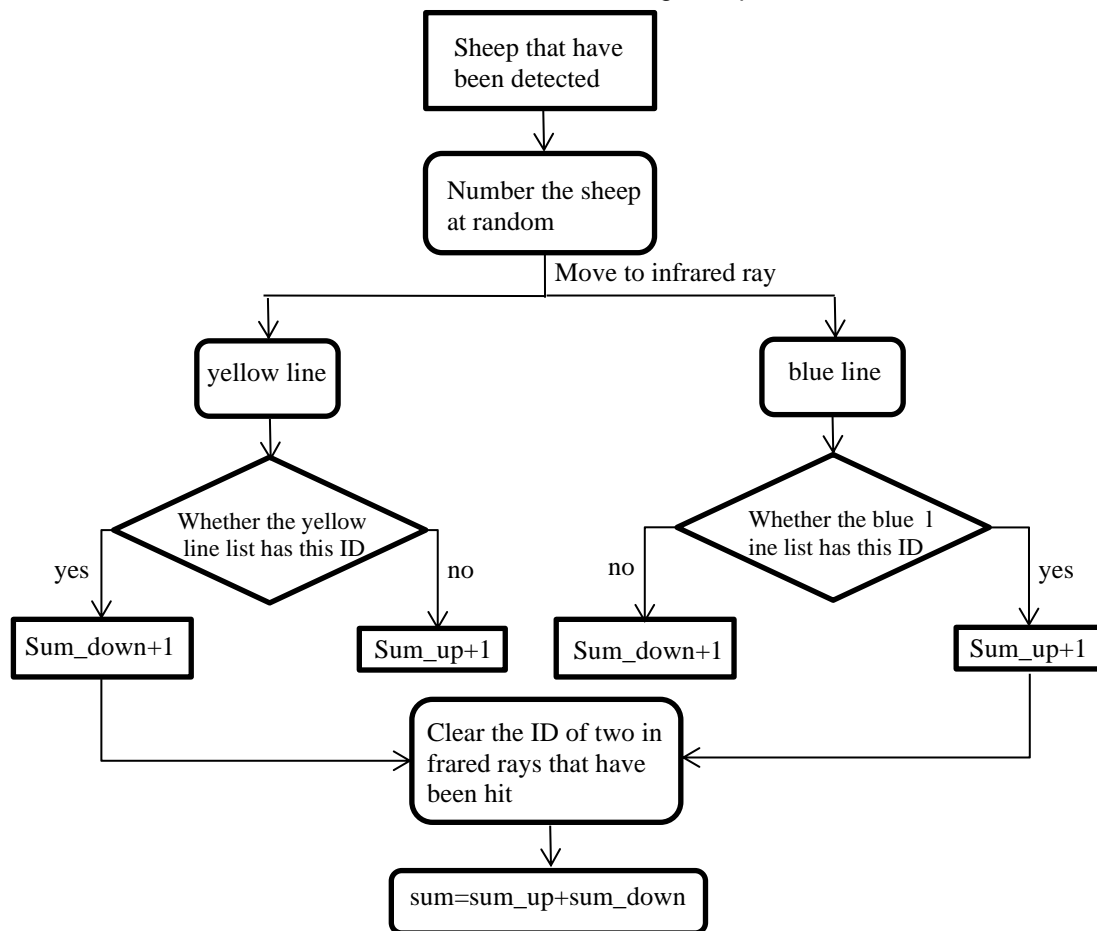 Sheep that have
been detected
Number the sheep
at random
Move to infrared ray
yellow line
blue line
Whether the yellow
line list has this ID
Whether the blue l
ine list has this ID
yes
no
no
yes
Sum_down+1
Sum_up+1
Sum_down+1
Sum_up+1
Clear the ID of two in
frared rays that have
been hit
sum=sum_up+sum_down